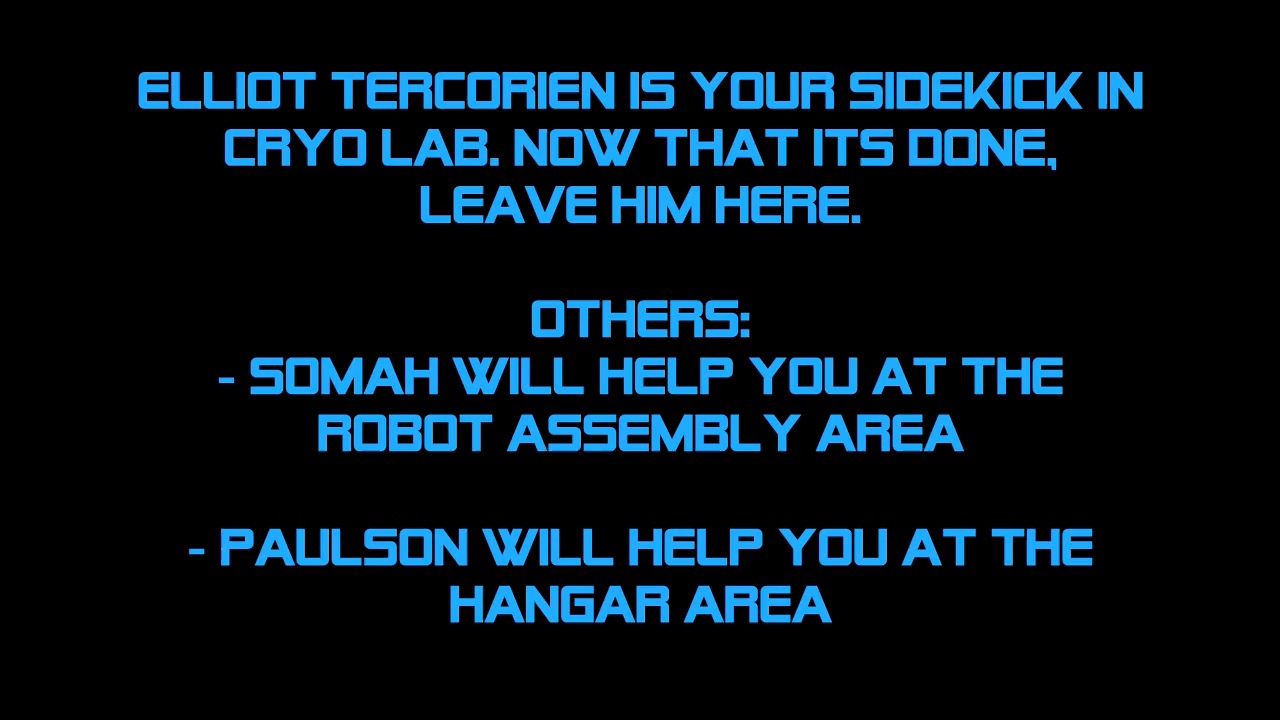 ELLIOT TERCORIEN IS YOUR SIDEKICK IN
CRYO LAB. NOW THAT ITS DONE,
LEAVE HIM HERE.
OTHERS:
- SOMAH WILL HELP YOU AT THE
ROBOT ASSEMBLY AREA
- PAULSON WILL HELP YOU AT THE
HANGAR AREA